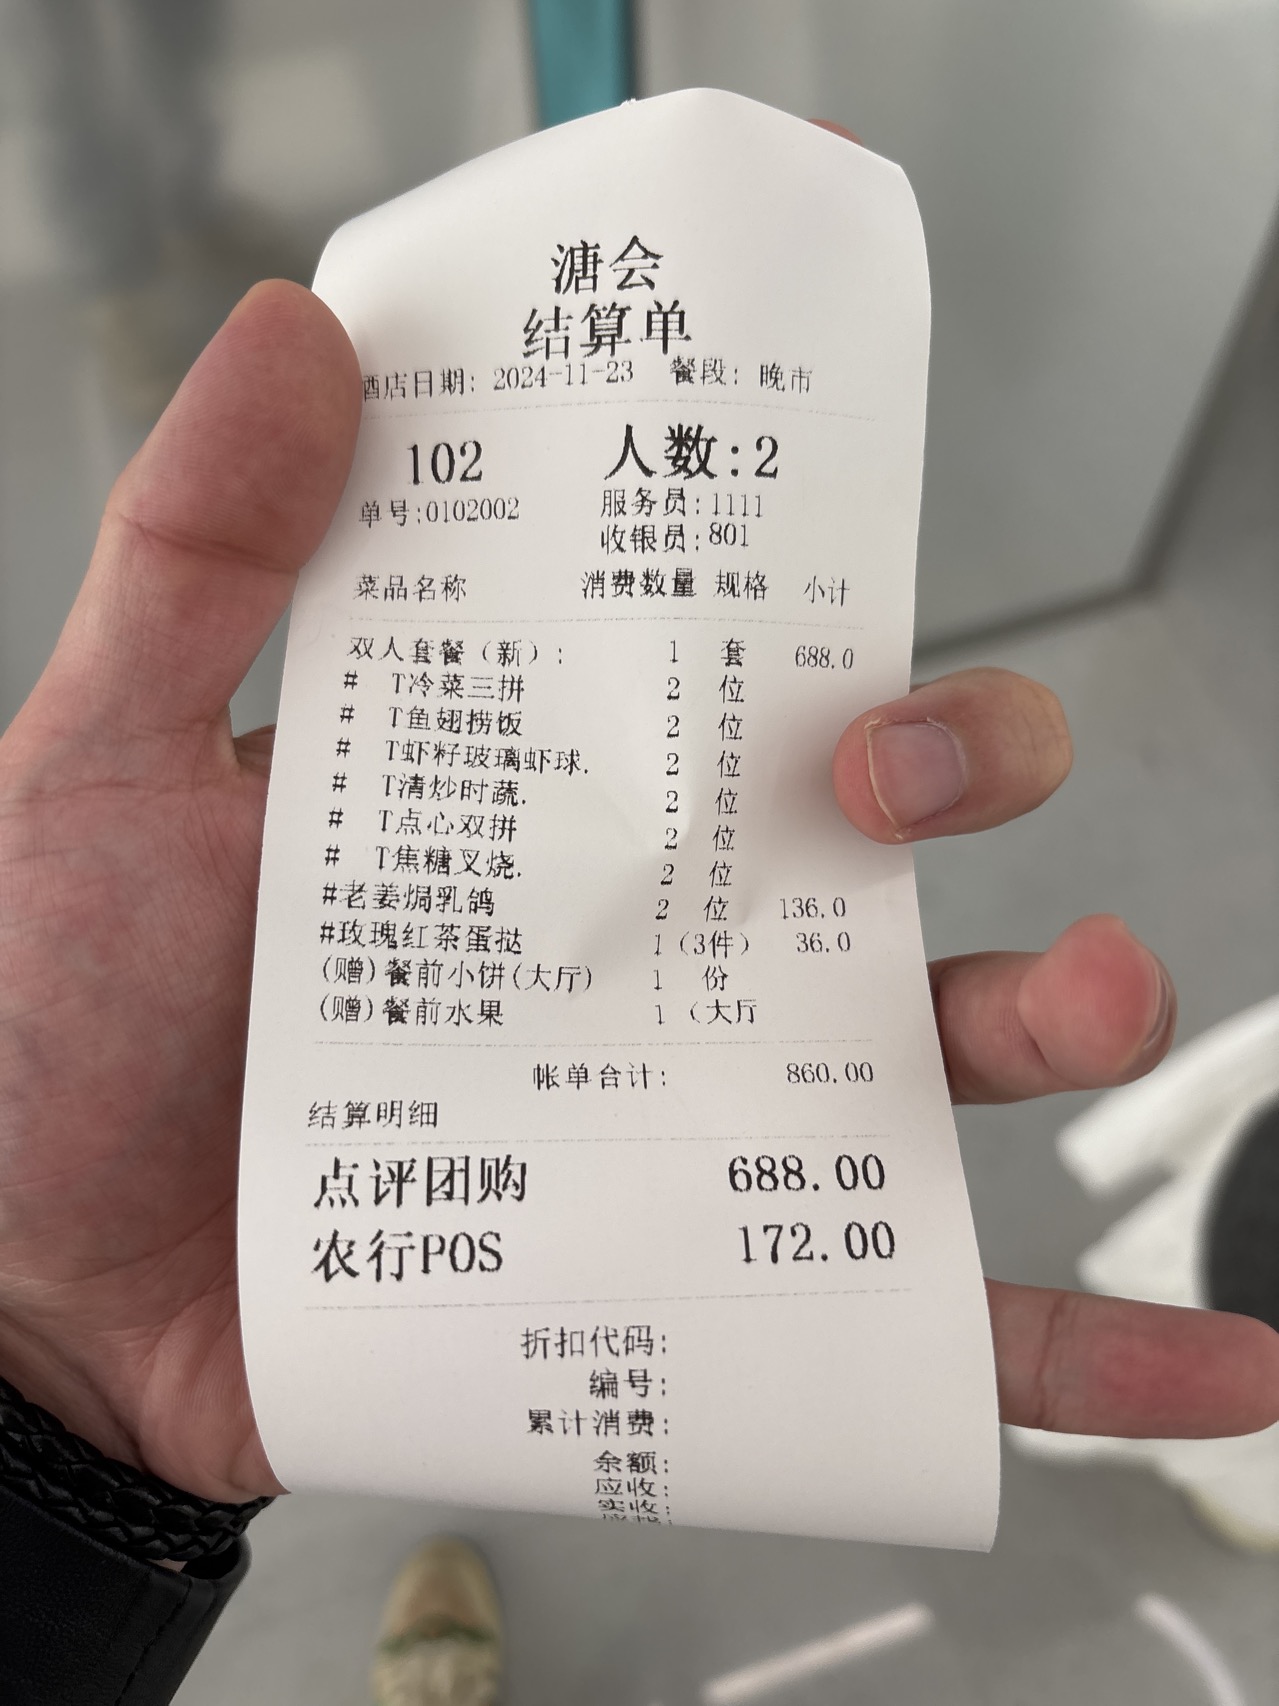 溏会
结算单
酒店日期: 2024-11-23 餐段: 晚市
102 人数:2
单号:0102002 服务员:1111
收银员:801
菜品名称 消费数量 规格 小计
双人套餐（新）: 1 套 688.0
# T冷菜三拼 2 位
# T鱼翅捞饭 2 位
# T虾籽玻璃虾球. 2 位
# T清炒时蔬. 2 位
# T点心双拼 2 位
# T焦糖叉烧. 2 位
#老姜焗乳鸽 2 位 136.0
#玫瑰红茶蛋挞 1（3件） 36.0
(赠)餐前小饼(大厅) 1 份
(赠)餐前水果 1（大厅
帐单合计: 860.00
结算明细
点评团购 688.00
农行POS 172.00
折扣代码:
编号:
累计消费:
余额:
应收:
实收: